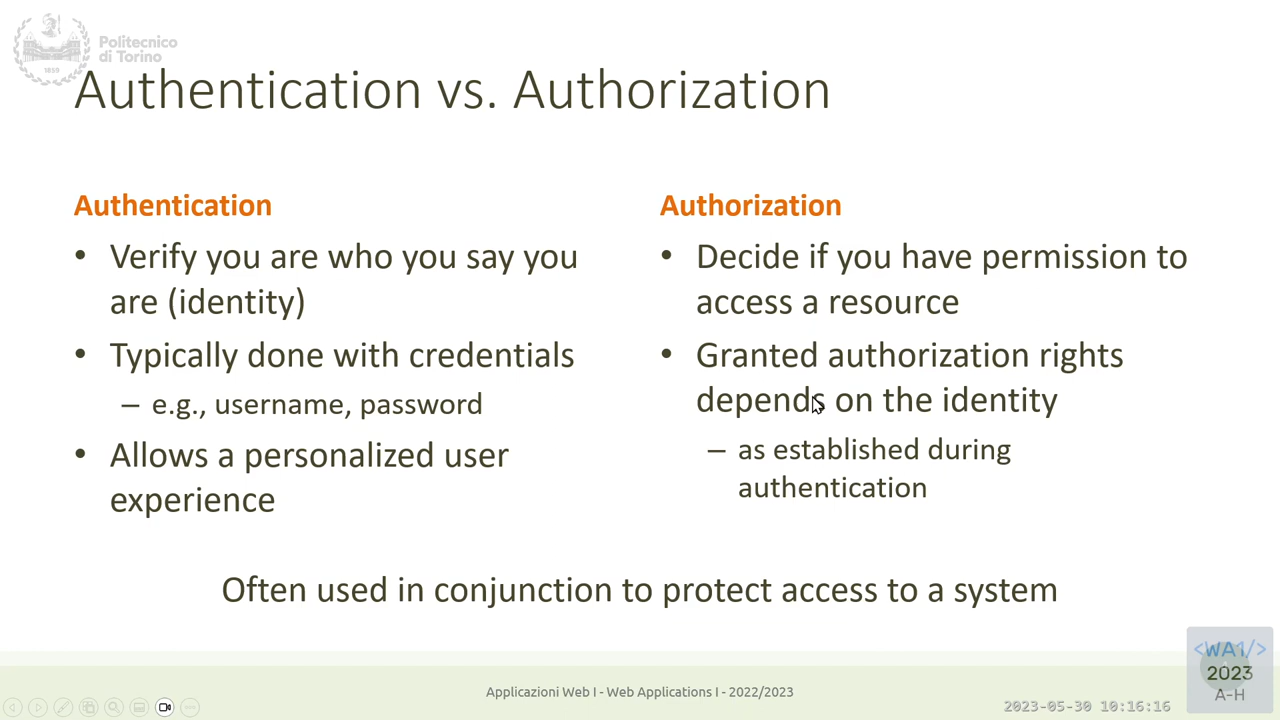 Politecnico
di Torino
1859
Authentication vs. Authorization
Authentication
• Verify you are who you say you
are (identity)
• Typically done with credentials
– e.g., username, password
• Allows a personalized user
experience
Authorization
• Decide if you have permission to
access a resource
• Granted authorization rights
depends on the identity
– as established during
authentication
Often used in conjunction to protect access to a system
Applicazioni Web I - Web Applications I - 2022/2023
2023-05-30 10:16:16
<WA1/>
2023
A-H